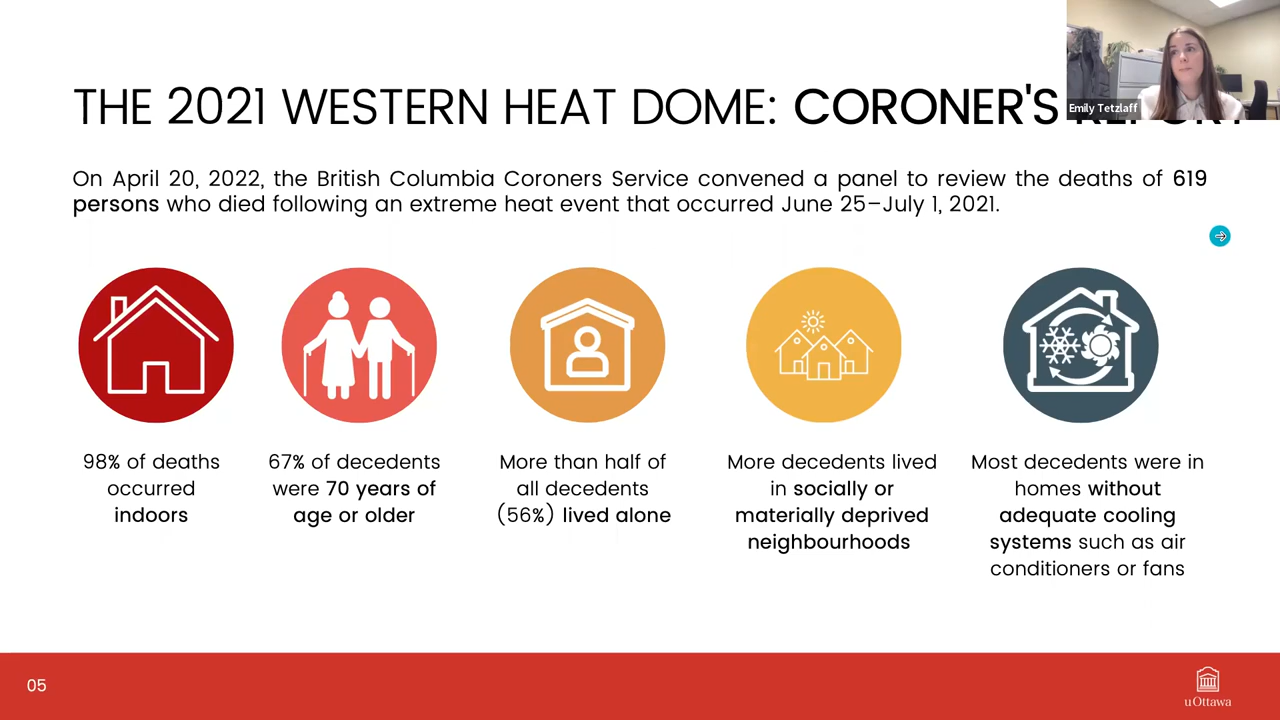 THE 2021 WESTERN HEAT DOME: CORONER'S
Emily Tetzlaff
On April 20, 2022, the British Columbia Coroners Service convened a panel to review the deaths of 619
persons who died following an extreme heat event that occurred June 25–July 1, 2021.
98% of deaths
occurred
indoors
67% of decedents
were 70 years of
age or older
More than half of
all decedents
(56%) lived alone
More decedents lived
in socially or
materially deprived
neighbourhoods
Most decedents were in
homes without
adequate cooling
systems such as air
conditioners or fans
05
uOttawa